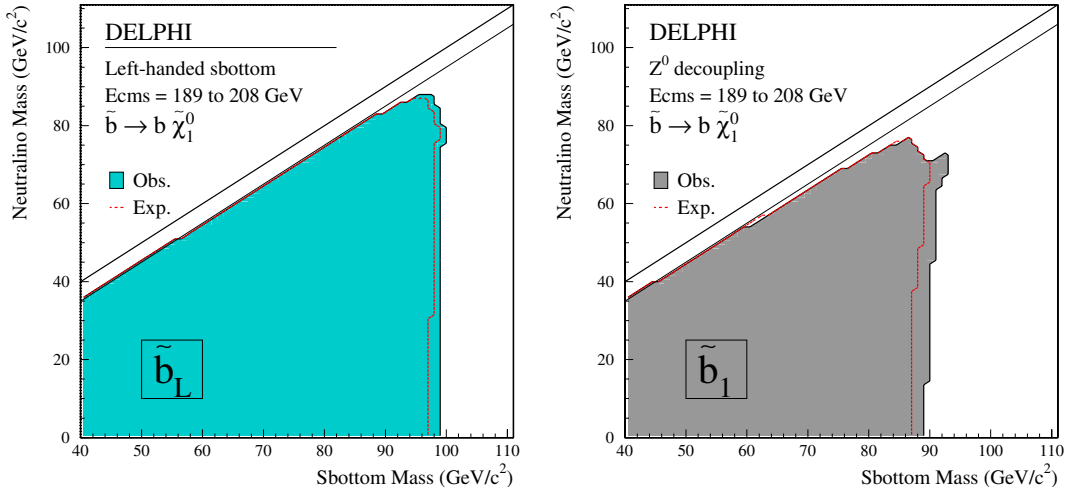 DELPHI
Left-handed sbottom
Ecms = 189 to 208 GeV
b̃ → b χ̃₁⁰
Obs.
Exp.
b̃_L
Neutralino Mass (GeV/c²)
100
80
60
40
20
0
40 50 60 70 80 90 100 110
Sbottom Mass (GeV/c²)
DELPHI
Z⁰ decoupling
Ecms = 189 to 208 GeV
b̃ → b χ̃₁⁰
Obs.
Exp.
b̃₁
Neutralino Mass (GeV/c²)
100
80
60
40
20
0
40 50 60 70 80 90 100 110
Sbottom Mass (GeV/c²)